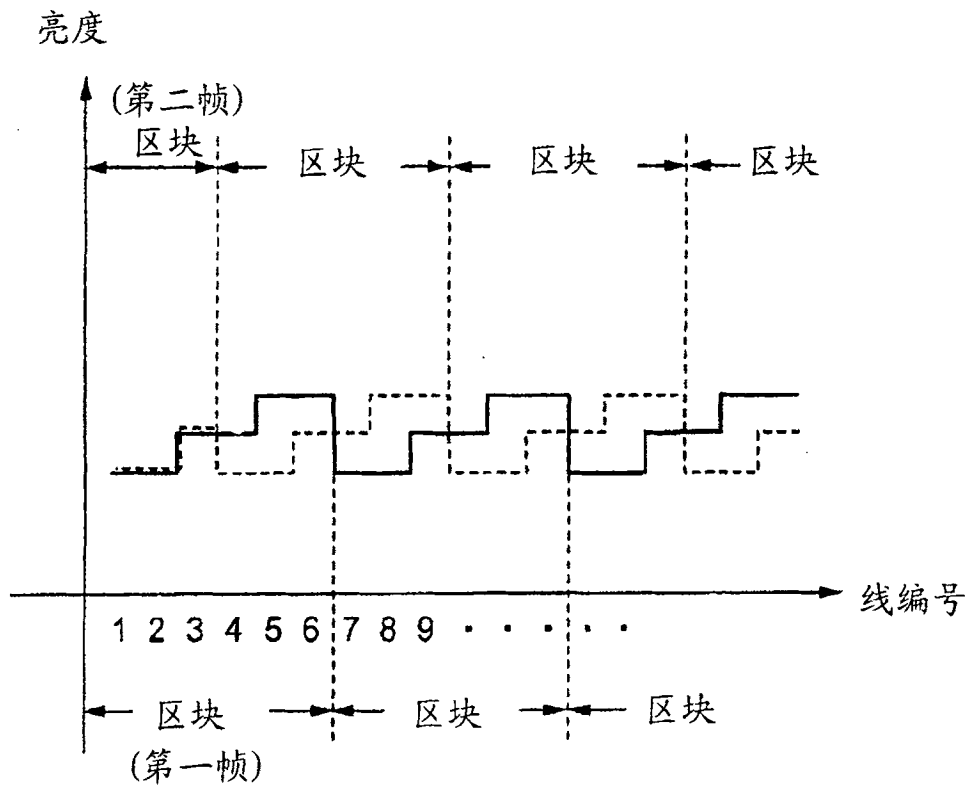 亮度
(第二帧)
区块 区块 区块 区块
线编号
1 2 3 4 5 6 7 8 9 · · · · ·
区块 区块 区块
(第一帧)